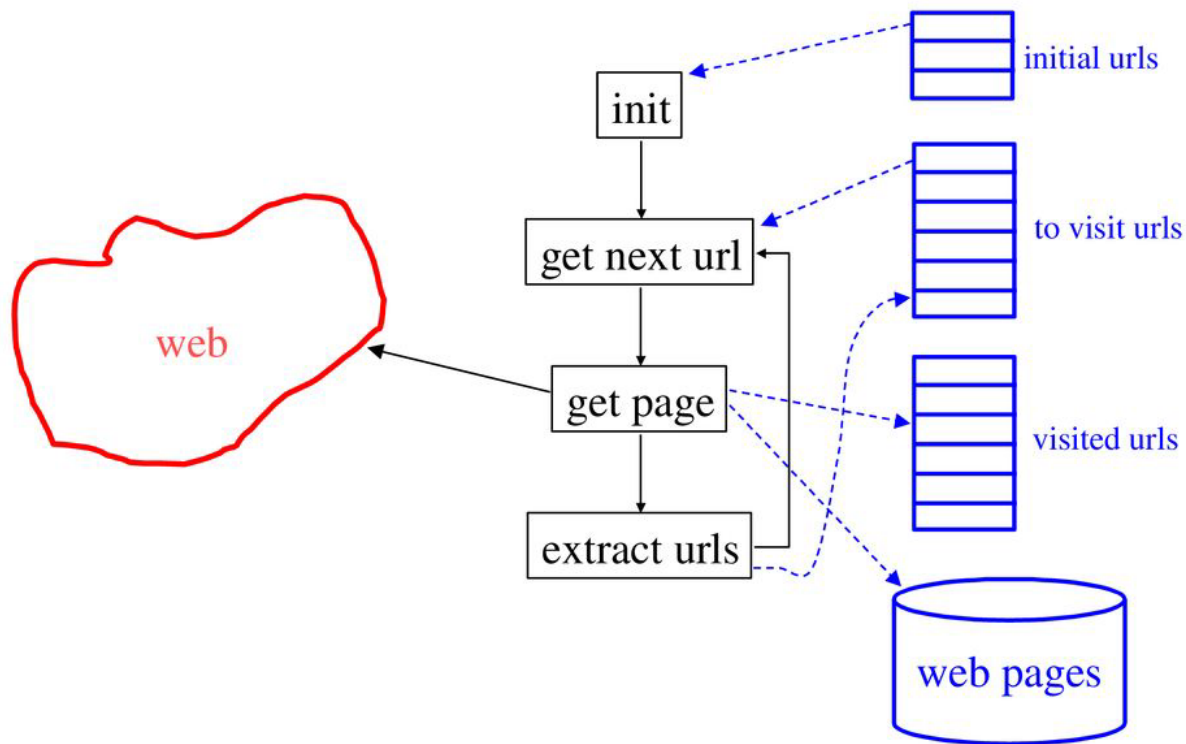 initial urls
init
to visit urls
get next url
web
get page
visited urls
extract urls
web pages